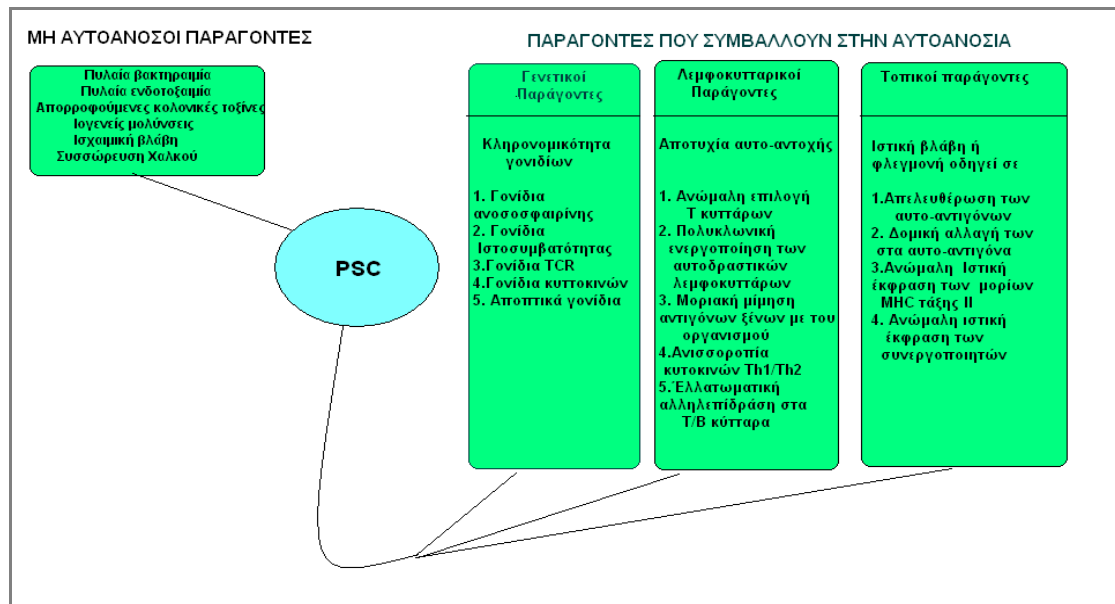 ΜΗ ΑΥΤΟΑΝΟΣΟΙ ΠΑΡΑΓΟΝΤΕΣ
Πυλαία βακτηραιμία
Πυλαία ενδοτοξαιμία
Απορροφούμενες κολονικές τοξίνες
Ιογενείς μολύνσεις
Ισχαιμική βλάβη
Συσσώρευση Χαλκού
PSC
ΠΑΡΑΓΟΝΤΕΣ ΠΟΥ ΣΥΜΒΑΛΛΟΥΝ ΣΤΗΝ ΑΥΤΟΑΝΟΣΙΑ
Γενετικοί
-Παράγοντες
Κληρονομικότητα
γονιδίων
1. Γονίδια
ανοσοσφαιρίνης
2. Γονίδια
Ιστοσυμβατότητας
3.Γονίδια TCR
4.Γονίδια κυττοκινών
5. Αποπτικά γονίδια
Λεμφοκυτταρικοί
Παράγοντες
Αποτυχία αυτο-αντοχής
1. Ανώμαλη επιλογή
Τ κυττάρων
2. Πολυκλωνική
ενεργοποίηση των
αυτοδραστικών
λεμφοκυττάρων
3. Μοριακή μίμηση
αντιγόνων ξένων με του
οργανισμού
4.Ανισσοροπία
κυτοκινών Th1/Th2
5.Έλλατωματική
αλληλεπίδράση στα
Τ/Β κύτταρα
Τοπικοί παράγοντες
Ιστική βλάβη ή
φλεγμονή οδηγεί σε
1.Απελευθέρωση των
αυτο-αντιγόνων
2. Δομική αλλαγή των
στα αυτο-αντιγόνα
3.Ανώμαλη Ιστική
έκφραση των μορίων
MHC τάξης II
4. Ανώμαλη ιστική
έκφραση των
συνεργοποιητών